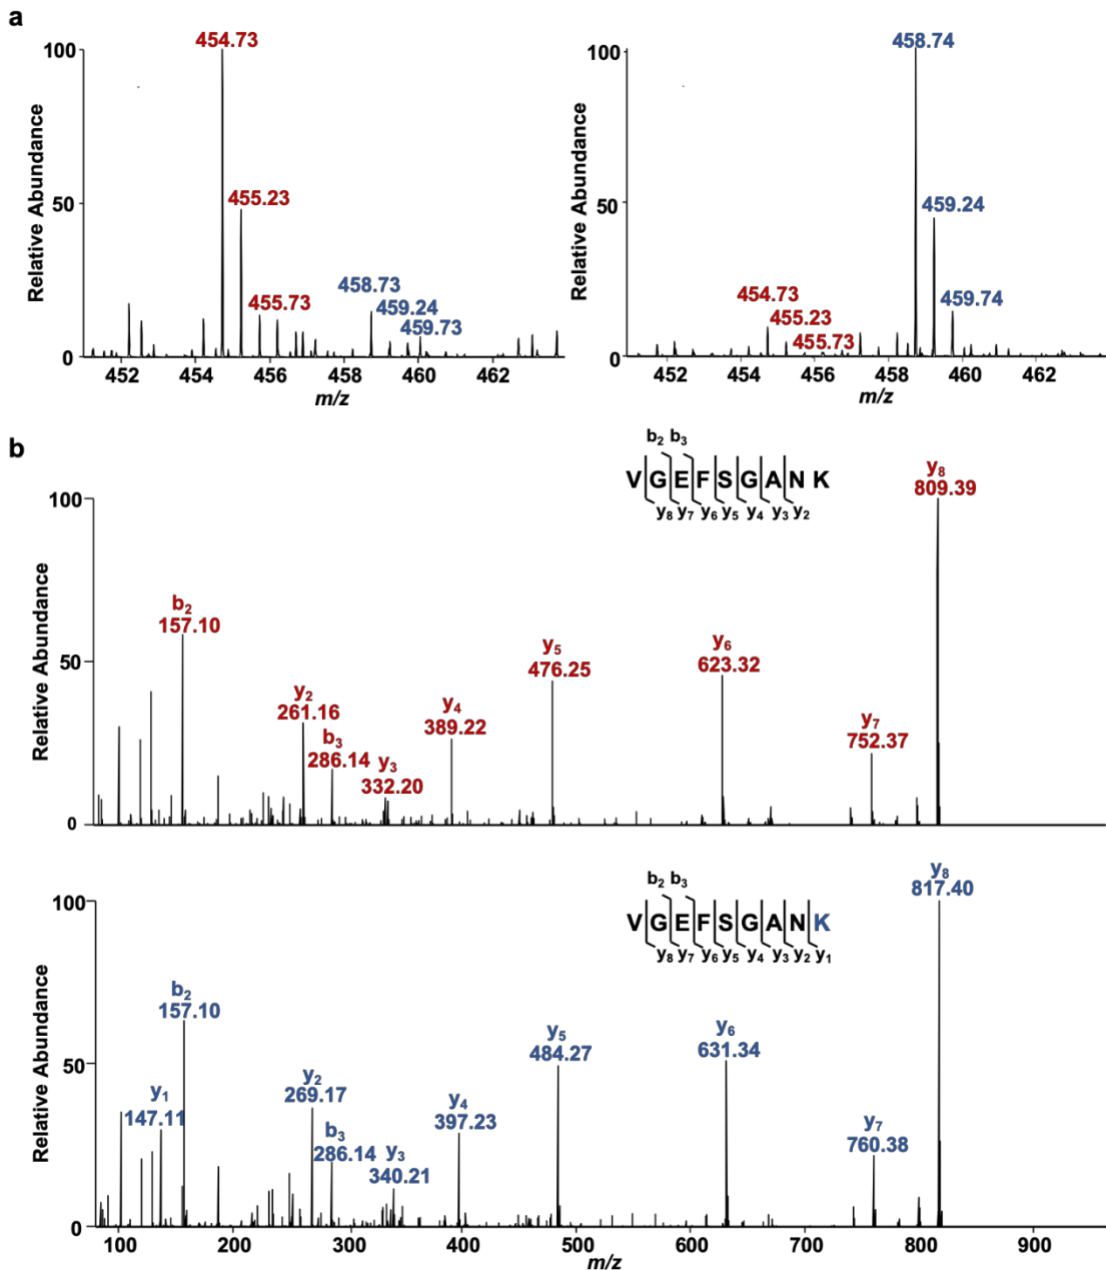 a
454.73
455.23
455.73
458.73
459.24
459.73
100
50
0
Relative Abundance
452 454 456 458 460 462
m/z
458.74
459.24
459.74
454.73
455.23
455.73
100
50
0
Relative Abundance
452 454 456 458 460 462
m/z
b
b₂ b₃
V G E F S G A N K
y₈ y₇ y₆ y₅ y₄ y₃ y₂
y₈
809.39
b₂
157.10
y₂
261.16
b₃
286.14
y₃
332.20
y₄
389.22
y₅
476.25
y₆
623.32
y₇
752.37
100
50
0
Relative Abundance
b₂ b₃
V G E F S G A N K
y₈ y₇ y₆ y₅ y₄ y₃ y₂ y₁
y₈
817.40
b₂
157.10
y₁
147.11
y₂
269.17
b₃
286.14
y₃
340.21
y₄
397.23
y₅
484.27
y₆
631.34
y₇
760.38
100
50
0
Relative Abundance
100 200 300 400 500 600 700 800 900
m/z